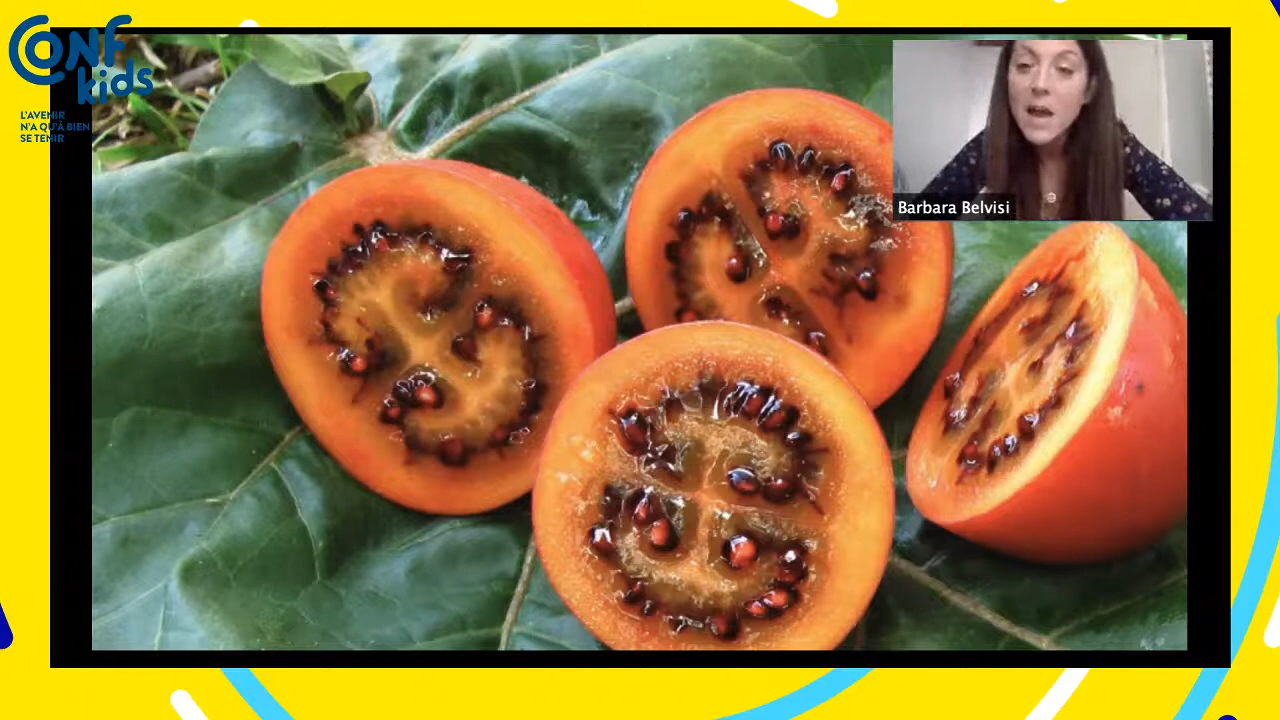 CONF
kids
L'AVENIR
N'A QU'À BIEN
SE TENIR
Barbara Belvisi